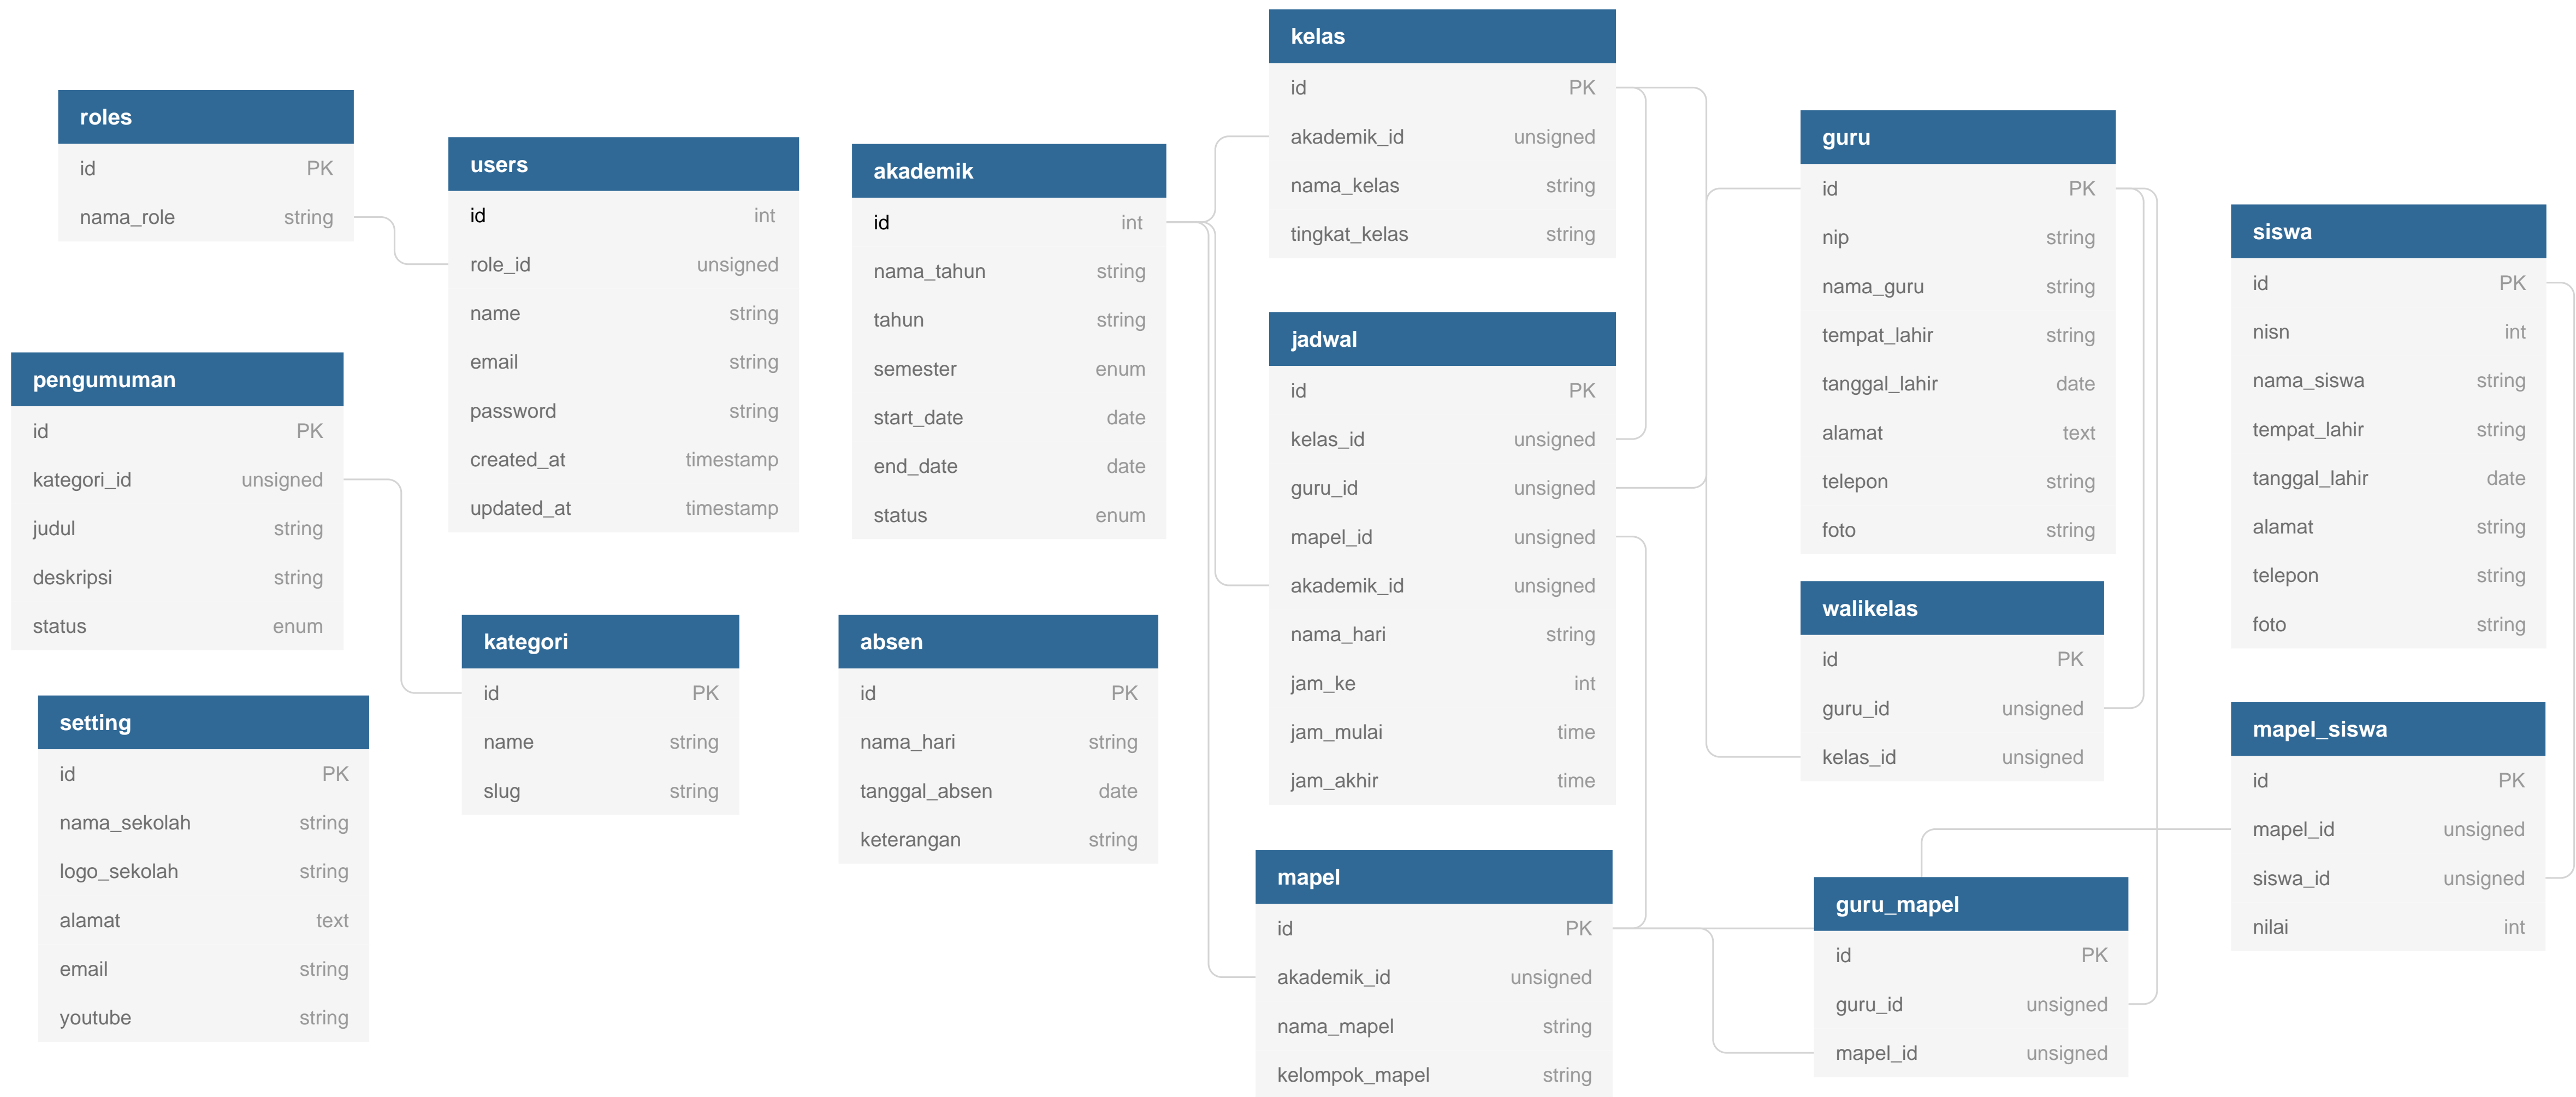 roles
id PK
nama_role string
users
id int
role_id unsigned
name string
email string
password string
created_at timestamp
updated_at timestamp
akademik
id int
nama_tahun string
tahun string
semester enum
start_date date
end_date date
status enum
kelas
id PK
akademik_id unsigned
nama_kelas string
tingkat_kelas string
guru
id PK
nip string
nama_guru string
tempat_lahir string
tanggal_lahir date
alamat text
telepon string
foto string
siswa
id PK
nisn int
nama_siswa string
tempat_lahir string
tanggal_lahir date
alamat string
telepon string
foto string
pengumuman
id PK
kategori_id unsigned
judul string
deskripsi string
status enum
jadwal
id PK
kelas_id unsigned
guru_id unsigned
mapel_id unsigned
akademik_id unsigned
nama_hari string
jam_ke int
jam_mulai time
jam_akhir time
walikelas
id PK
guru_id unsigned
kelas_id unsigned
kategori
id PK
name string
slug string
absen
id PK
nama_hari string
tanggal_absen date
keterangan string
setting
id PK
nama_sekolah string
logo_sekolah string
alamat text
email string
youtube string
mapel_siswa
id PK
mapel_id unsigned
siswa_id unsigned
nilai int
mapel
id PK
akademik_id unsigned
nama_mapel string
kelompok_mapel string
guru_mapel
id PK
guru_id unsigned
mapel_id unsigned